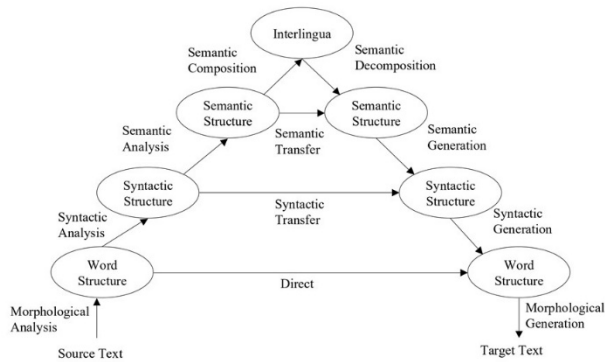 Interlingua
Semantic
Composition
Semantic
Decomposition
Semantic
Structure
Semantic
Structure
Semantic
Analysis
Semantic
Transfer
Semantic
Generation
Syntactic
Structure
Syntactic
Structure
Syntactic
Analysis
Syntactic
Transfer
Syntactic
Generation
Word
Structure
Word
Structure
Direct
Morphological
Analysis
Morphological
Generation
Source Text
Target Text